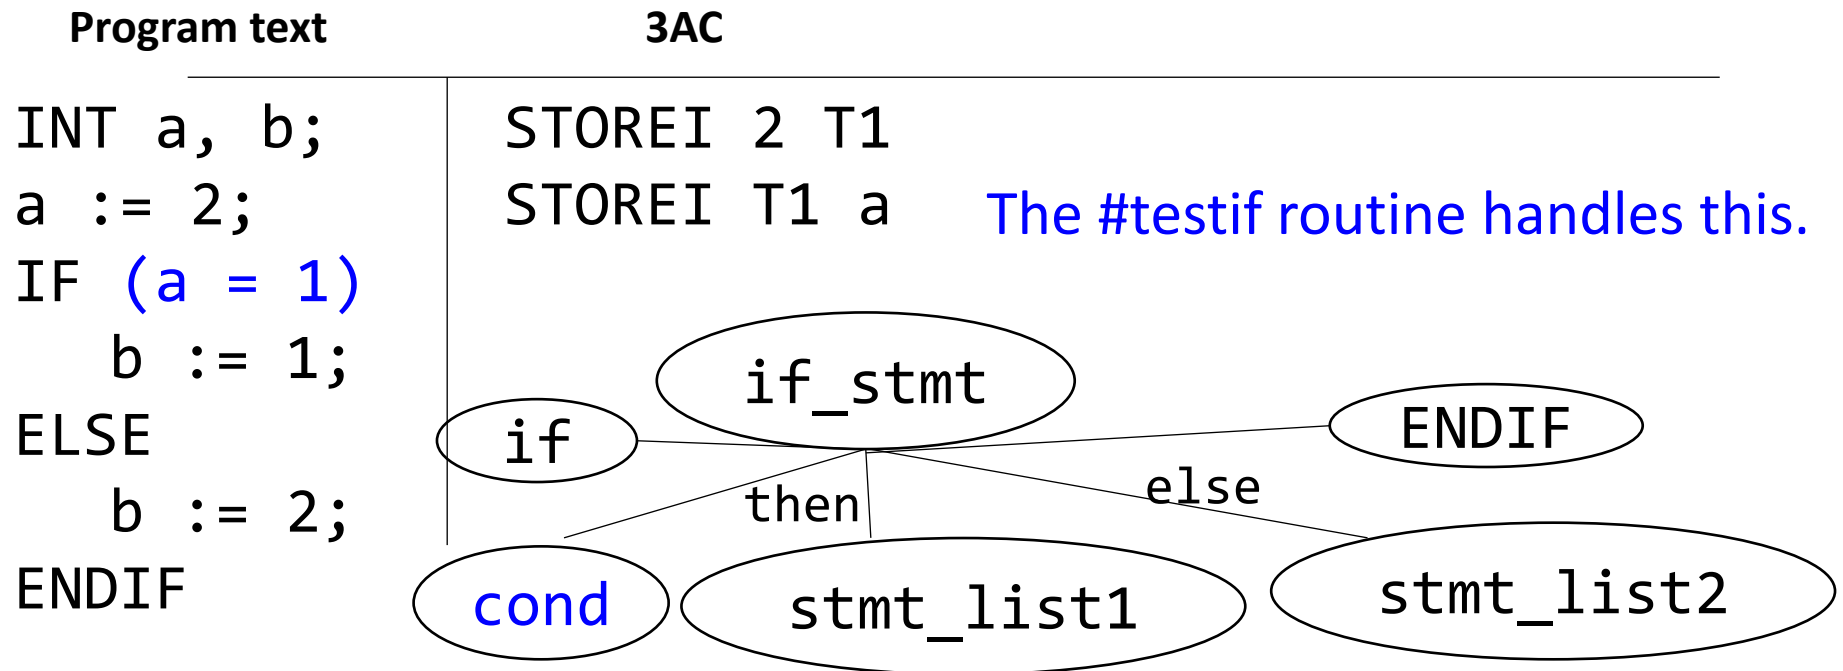 Program text
3AC
INT a, b;
a := 2;
IF (a = 1)
b := 1;
ELSE
b := 2;
ENDIF
STOREI 2 T1
STOREI T1 a
The #testif routine handles this.
if_stmt
if
ENDIF
then
else
cond
stmt_list1
stmt_list2